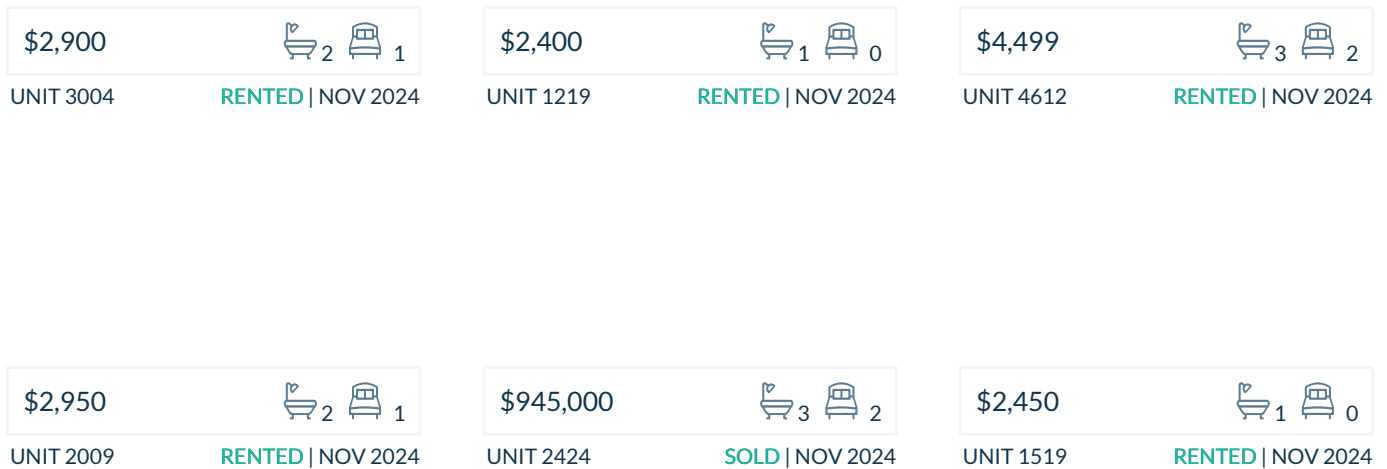 $2,900 2 1
UNIT 3004 RENTED | NOV 2024
$2,400 1 0
UNIT 1219 RENTED | NOV 2024
$4,499 3 2
UNIT 4612 RENTED | NOV 2024
$2,950 2 1
UNIT 2009 RENTED | NOV 2024
$945,000 3 2
UNIT 2424 SOLD | NOV 2024
$2,450 1 0
UNIT 1519 RENTED | NOV 2024